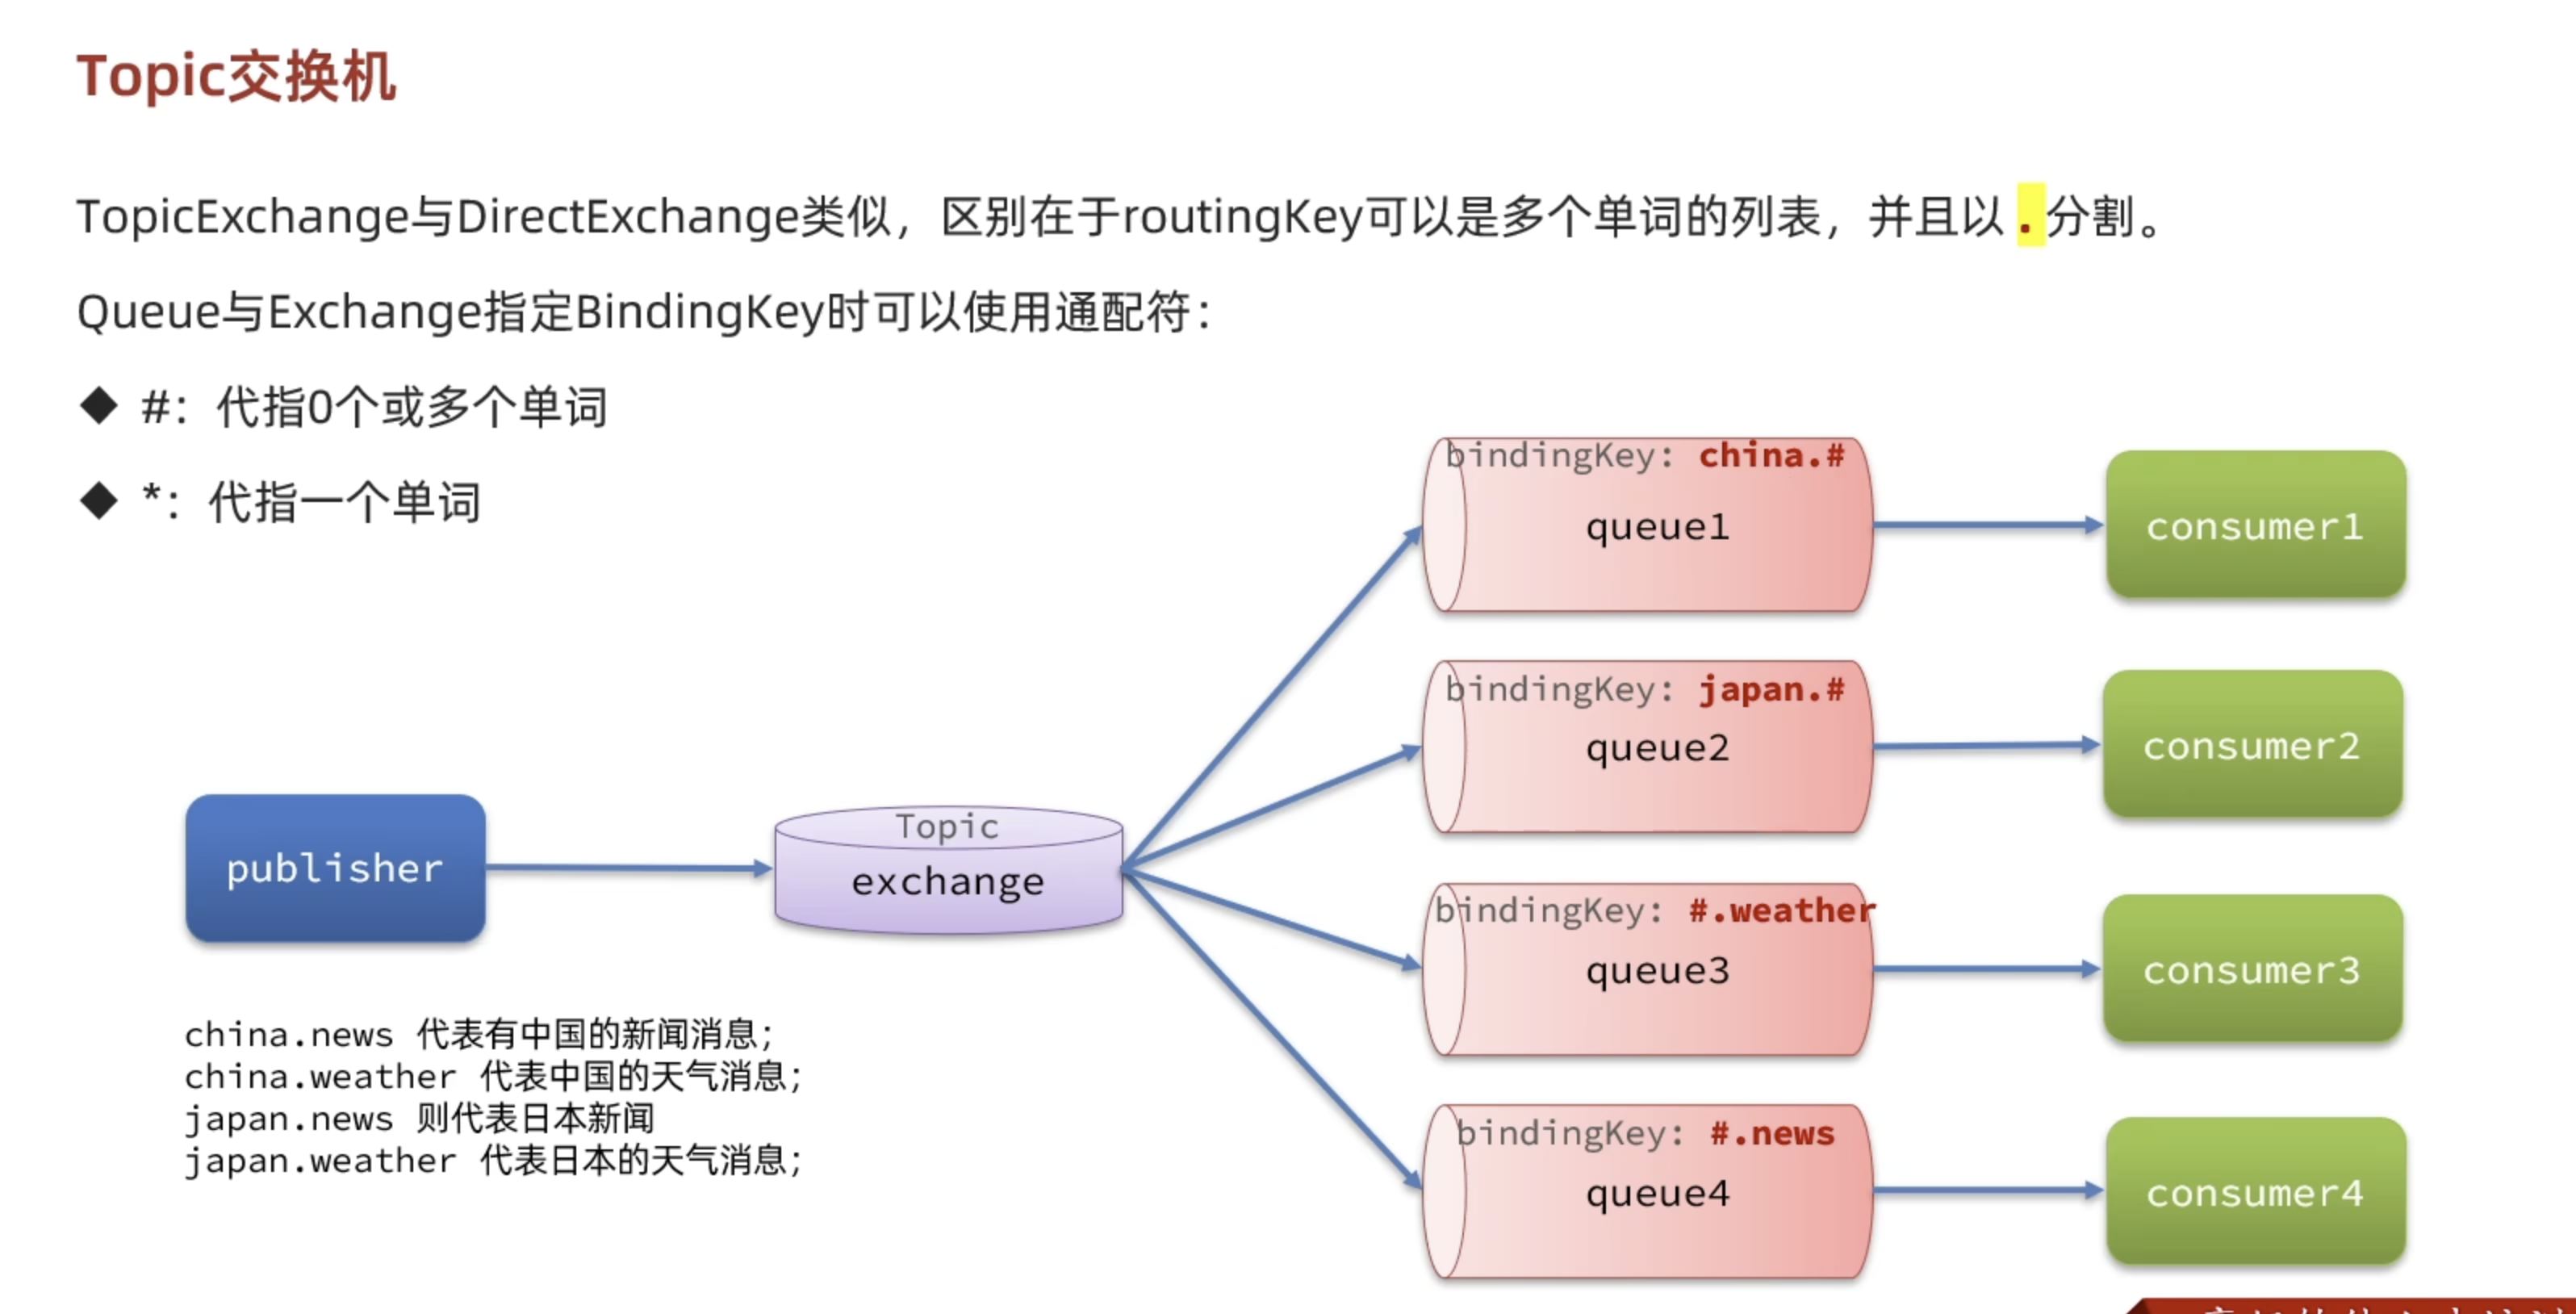 Topic交换机
TopicExchange与DirectExchange类似，区别在于routingKey可以是多个单词的列表，并且以 . 分割。
Queue与Exchange指定BindingKey时可以使用通配符：
◆ #：代指0个或多个单词
◆ *：代指一个单词
bindingKey: china.#
queue1
consumer1
bindingKey: japan.#
queue2
consumer2
publisher
Topic
exchange
bindingKey: #.weather
queue3
consumer3
china.news 代表有中国的新闻消息；
china.weather 代表中国的天气消息；
japan.news 则代表日本新闻
japan.weather 代表日本的天气消息；
bindingKey: #.news
queue4
consumer4